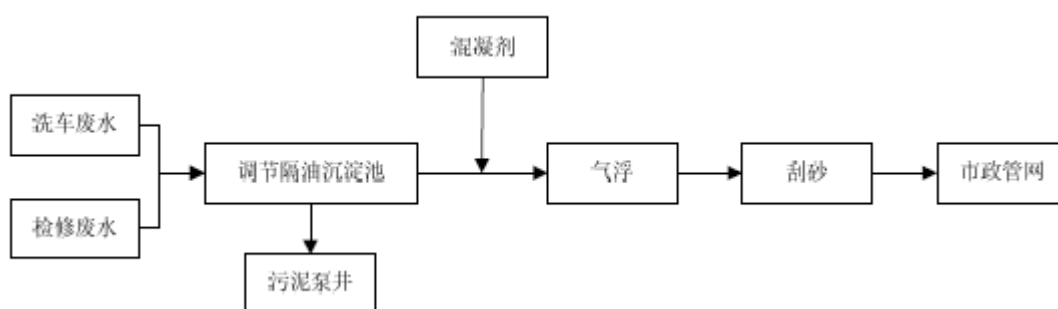 混凝剂
洗车废水
调节隔油沉淀池
气浮
刮砂
市政管网
检修废水
污泥泵井